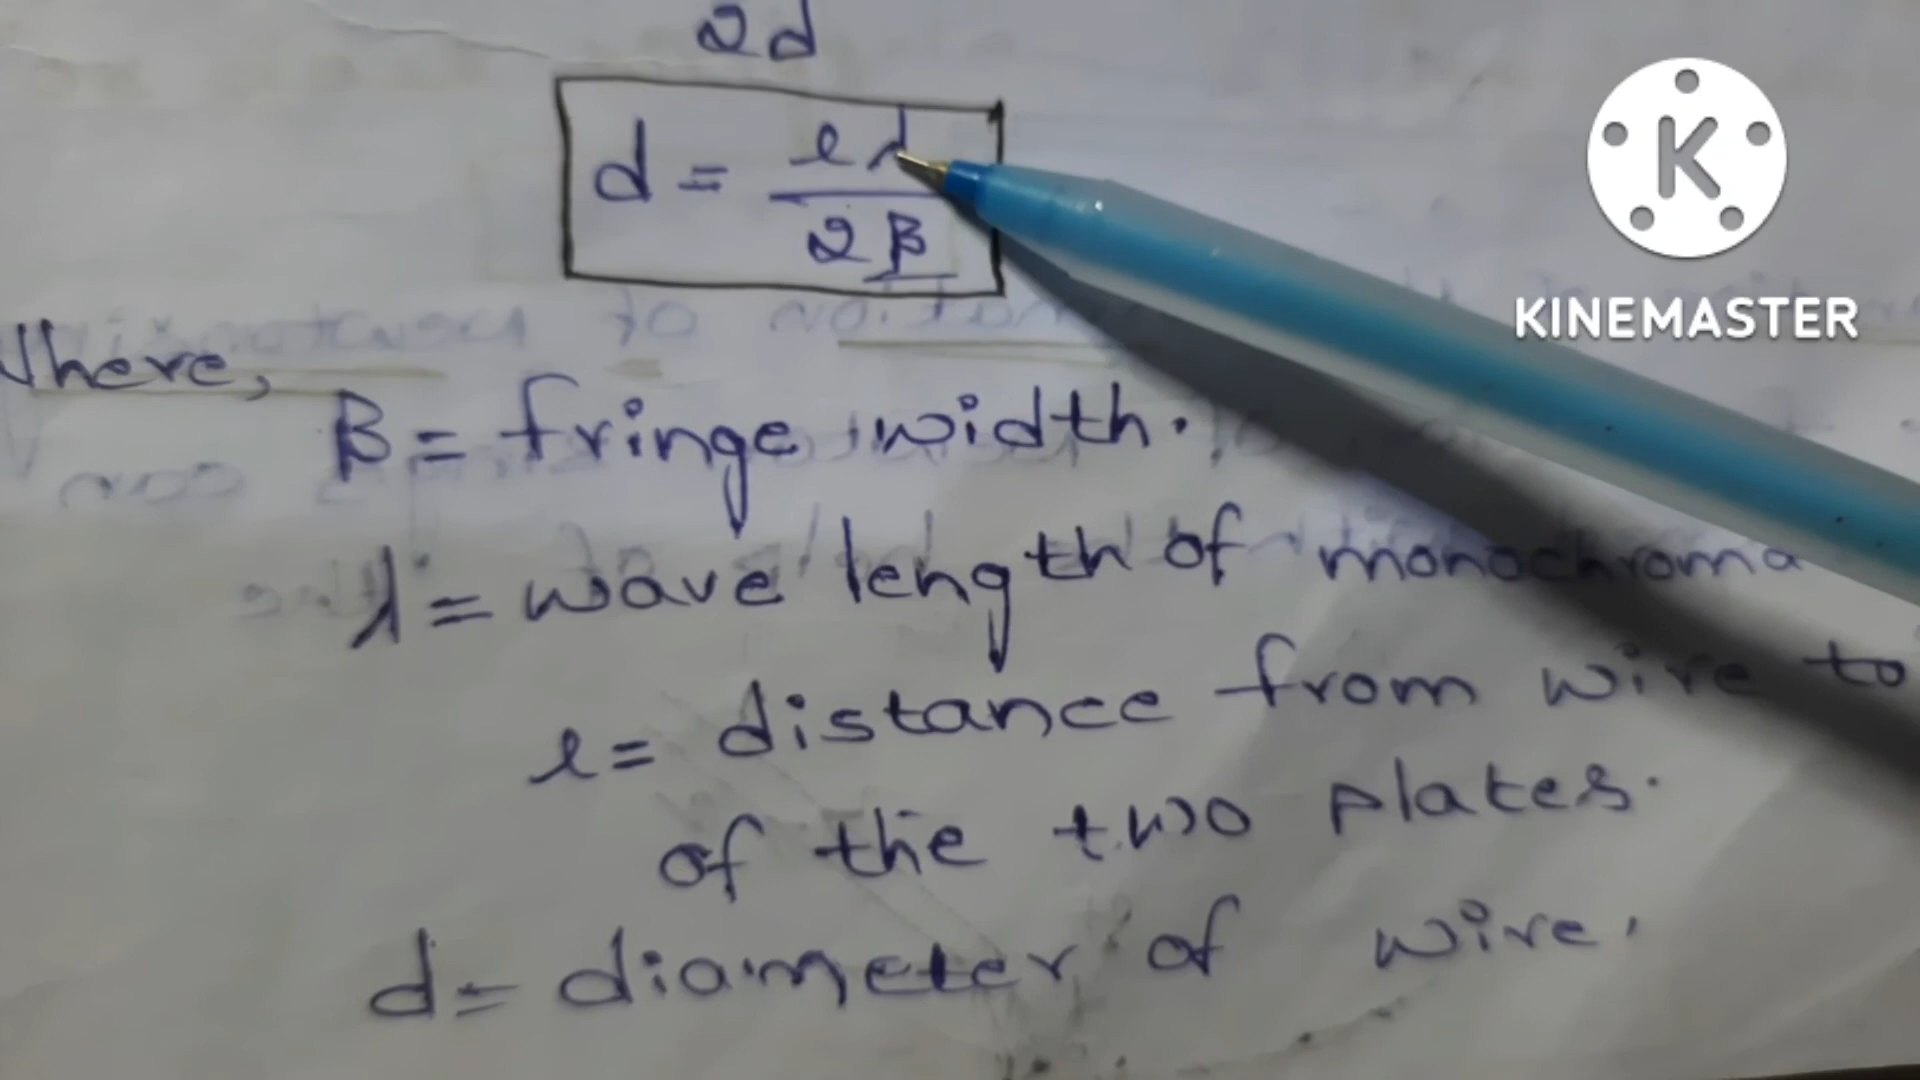 2d
d = lλ
2β
Where,
β = fringe width.
λ = wave length of monochroma
l = distance from wire to
of the two plates.
d = diameter of wire.
K
KINEMASTER